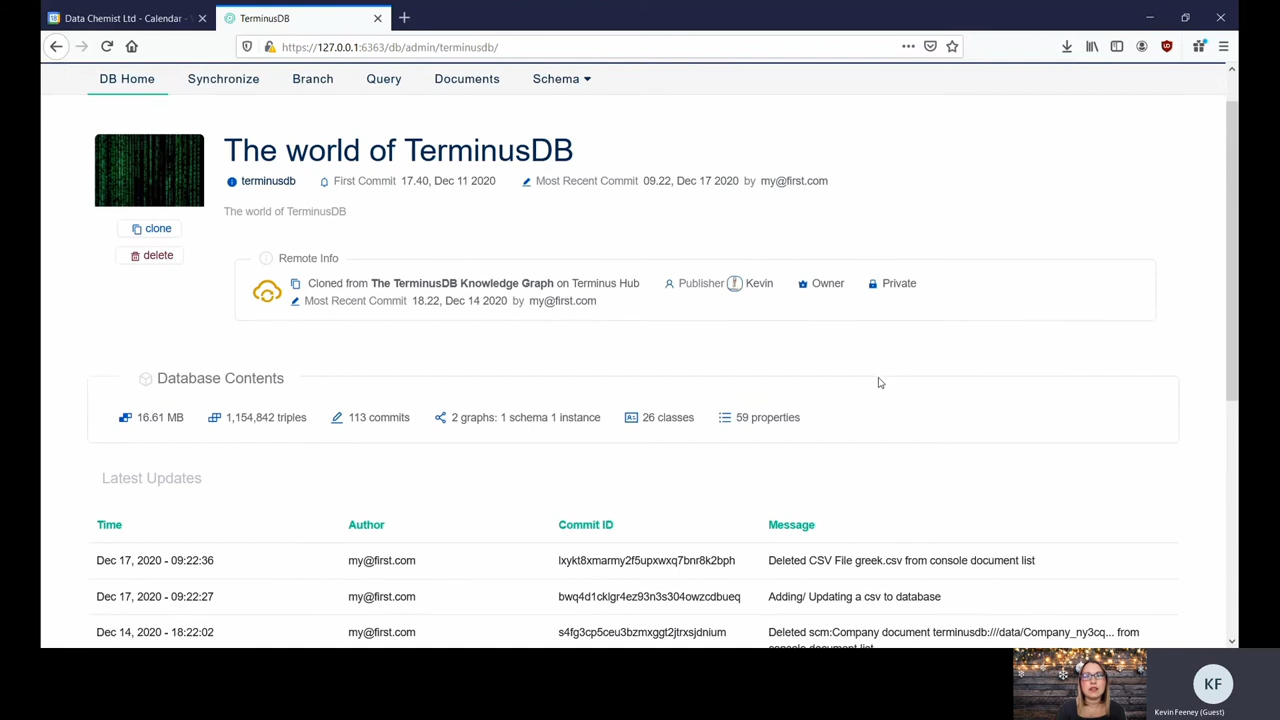 Data Chemist Ltd - Calendar -
TerminusDB
https://127.0.0.1:6363/db/admin/terminusdb/
DB Home Synchronize Branch Query Documents Schema
The world of TerminusDB
terminusdb First Commit 17.40, Dec 11 2020 Most Recent Commit 09.22, Dec 17 2020 by my@first.com
The world of TerminusDB
clone
delete
Remote Info
Cloned from The TerminusDB Knowledge Graph on Terminus Hub Publisher Kevin Owner Private
Most Recent Commit 18.22, Dec 14 2020 by my@first.com
Database Contents
16.61 MB 1,154,842 triples 113 commits 2 graphs: 1 schema 1 instance 26 classes 59 properties
Latest Updates
Time Author Commit ID Message
Dec 17, 2020 - 09:22:36 my@first.com lxykt8xmarmy2f5upxwxq7bnr8k2bph Deleted CSV File greek.csv from console document list
Dec 17, 2020 - 09:22:27 my@first.com bwq4d1cklgr4ez93n3s304owzcdbueq Adding/ Updating a csv to database
Dec 14, 2020 - 18:22:02 my@first.com s4fg3cp5ceu3bzmxggt2jtrxsjdnium Deleted scm:Company document terminusdb:///data/Company_ny3cq... from
console document list
KF
Kevin Feeney (Guest)